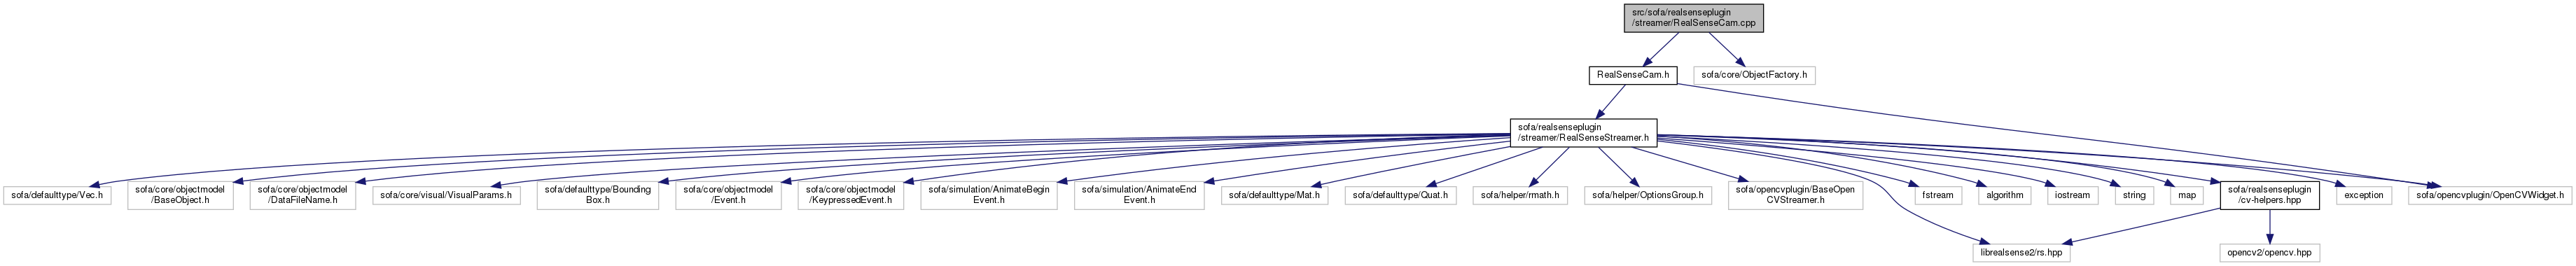 src/sofa/realsenseplugin
/streamer/RealSenseCam.cpp
RealSenseCam.h
sofa/core/ObjectFactory.h
sofa/realsenseplugin
/streamer/RealSenseStreamer.h
sofa/defaulttype/Vec.h
sofa/core/objectmodel
/BaseObject.h
sofa/core/objectmodel
/DataFileName.h
sofa/core/visual/VisualParams.h
sofa/defaulttype/Bounding
Box.h
sofa/core/objectmodel
/Event.h
sofa/core/objectmodel
/KeypressedEvent.h
sofa/simulation/AnimateBegin
Event.h
sofa/simulation/AnimateEnd
Event.h
sofa/defaulttype/Mat.h
sofa/defaulttype/Quat.h
sofa/helper/rmath.h
sofa/helper/OptionsGroup.h
sofa/opencvplugin/BaseOpen
CVStreamer.h
fstream
algorithm
iostream
string
map
sofa/realsenseplugin
/cv-helpers.hpp
exception
sofa/opencvplugin/OpenCVWidget.h
librealsense2/rs.hpp
opencv2/opencv.hpp